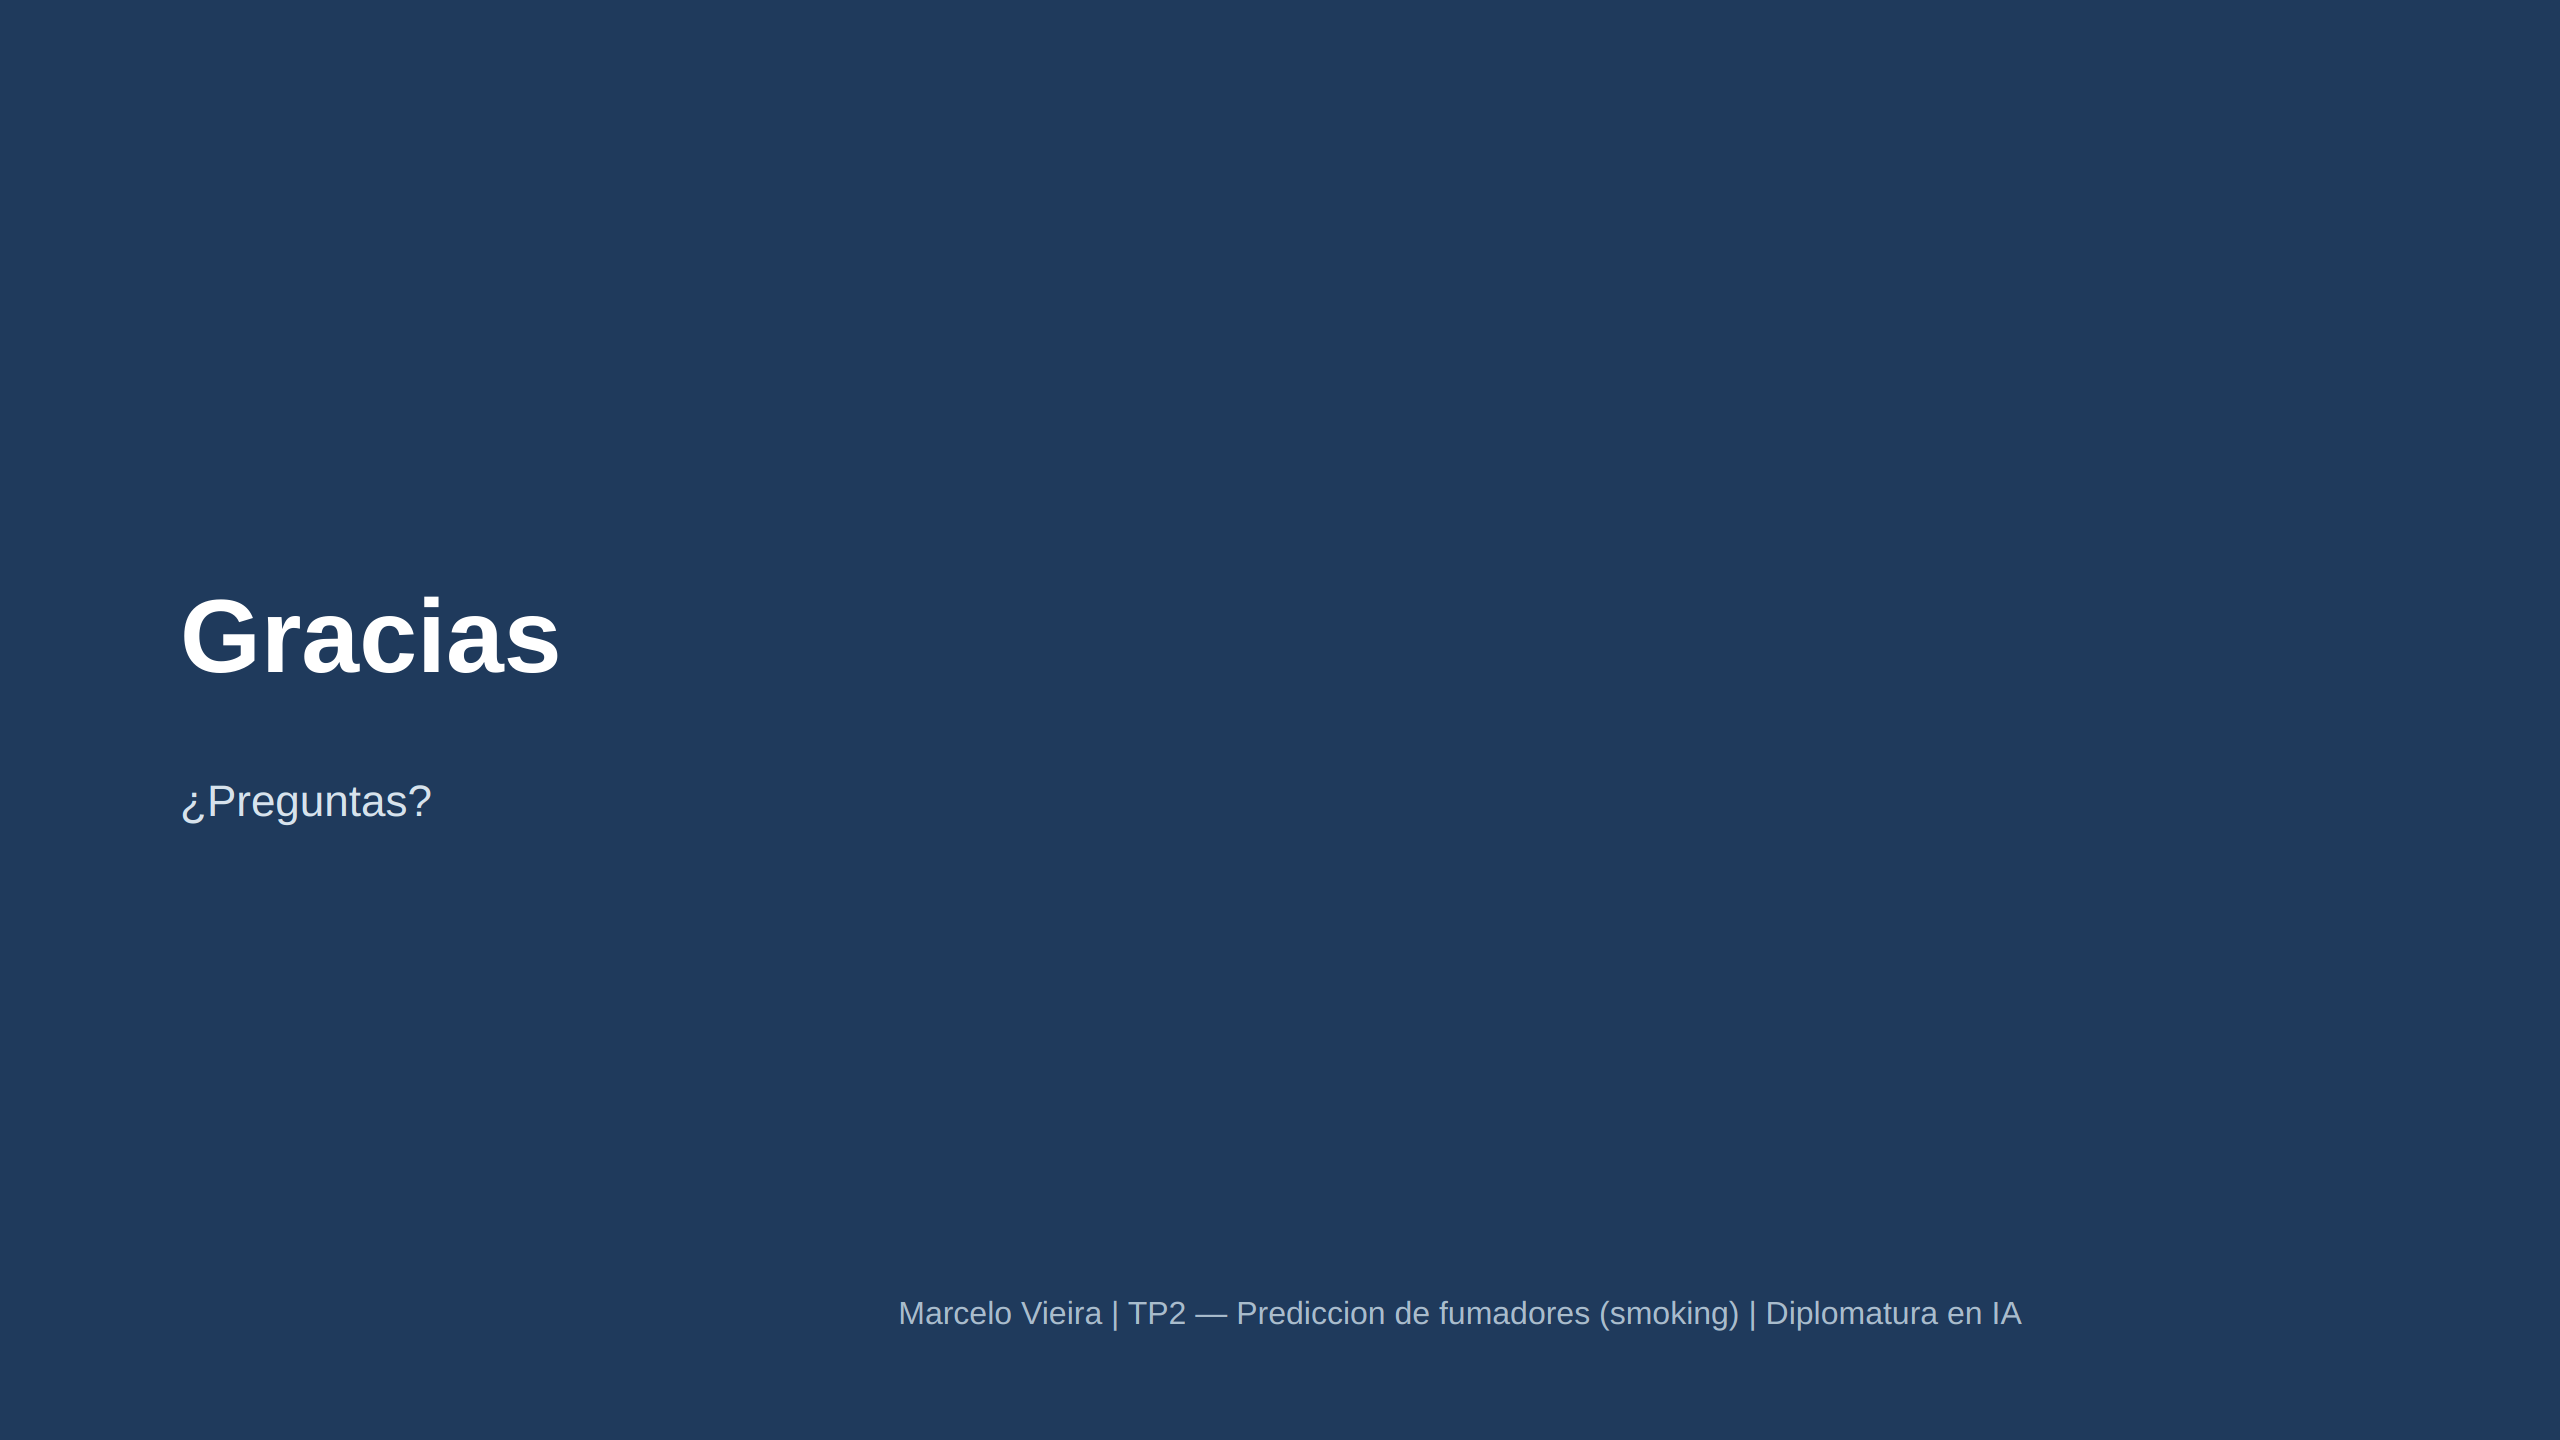 Gracias
¿Preguntas?
Marcelo Vieira | TP2 — Prediccion de fumadores (smoking) | Diplomatura en IA